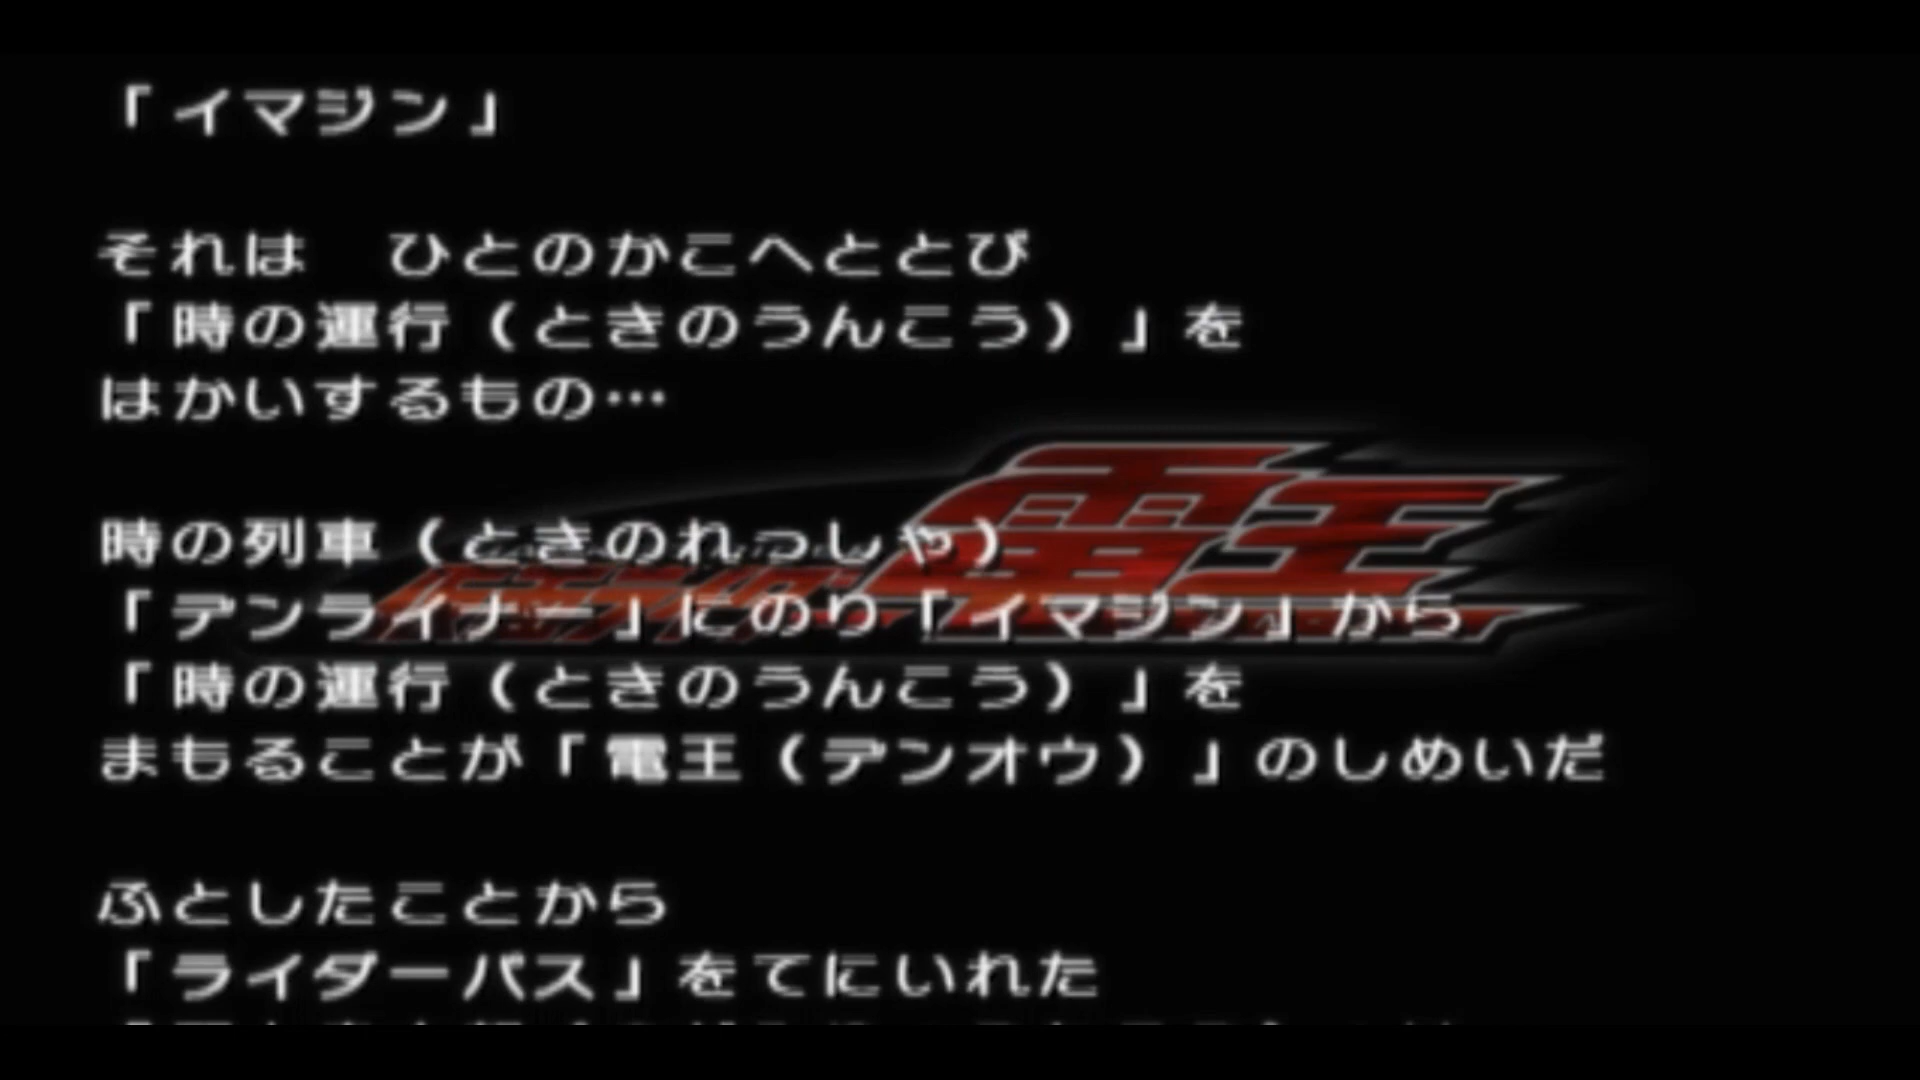 「イマジン」
それは　ひとのかこへととび
「時の運行（ときのうんこう）」を
はかいするもの…
時の列車（ときのれっしゃ）
「デンライナー」にのり「イマジン」から
「時の運行（ときのうんこう）」を
まもることが「電王（デンオウ）」のしめいだ
ふとしたことから
「ライダーパス」をてにいれた
電王